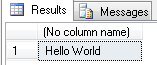 Results Messages
(No column name)
1 Hello World